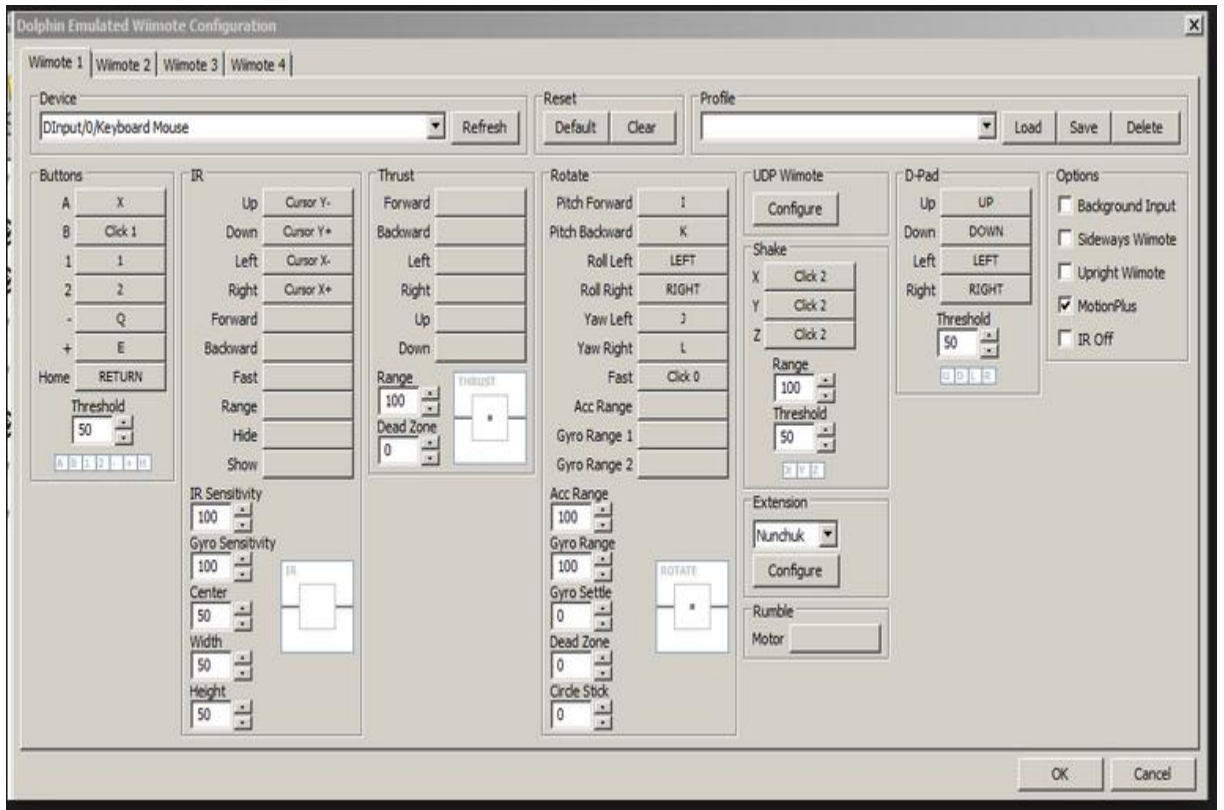 Dolphin Emulated Wiimote Configuration
Wiimote 1 Wiimote 2 Wiimote 3 Wiimote 4
Device
DInput/0/Keyboard Mouse Refresh
Reset
Default Clear
Profile
Load Save Delete
Buttons
A X
B Click 1
1 1
2 2
- Q
+ E
Home RETURN
Threshold
50
A B 1 2 - + H
IR
Up Cursor Y-
Down Cursor Y+
Left Cursor X-
Right Cursor X+
Forward
Backward
Fast
Range
Hide
Show
IR Sensitivity
100
Gyro Sensitivity
100
Center
50
Width
50
Height
50
IR
Thrust
Forward
Backward
Left
Right
Up
Down
Range
100
Dead Zone
0
THRUST
Rotate
Pitch Forward I
Pitch Backward K
Roll Left LEFT
Roll Right RIGHT
Yaw Left J
Yaw Right L
Fast Click 0
Acc Range
Gyro Range 1
Gyro Range 2
Acc Range
100
Gyro Range
100
Gyro Settle
0
Dead Zone
0
Circle Stick
0
ROTATE
UDP Wiimote
Configure
Shake
X Click 2
Y Click 2
Z Click 2
Range
100
Threshold
50
X Y Z
Extension
Nunchuk
Configure
Rumble
Motor
D-Pad
Up UP
Down DOWN
Left LEFT
Right RIGHT
Threshold
50
U D L R
Options
Background Input
Sideways Wiimote
Upright Wiimote
MotionPlus
IR Off
OK Cancel